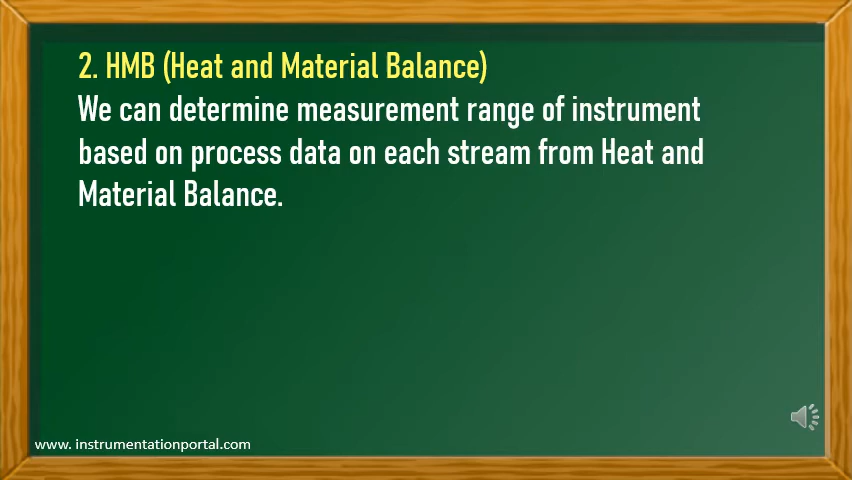 2. HMB (Heat and Material Balance)
We can determine measurement range of instrument
based on process data on each stream from Heat and
Material Balance.
www. instrumentationportal.com